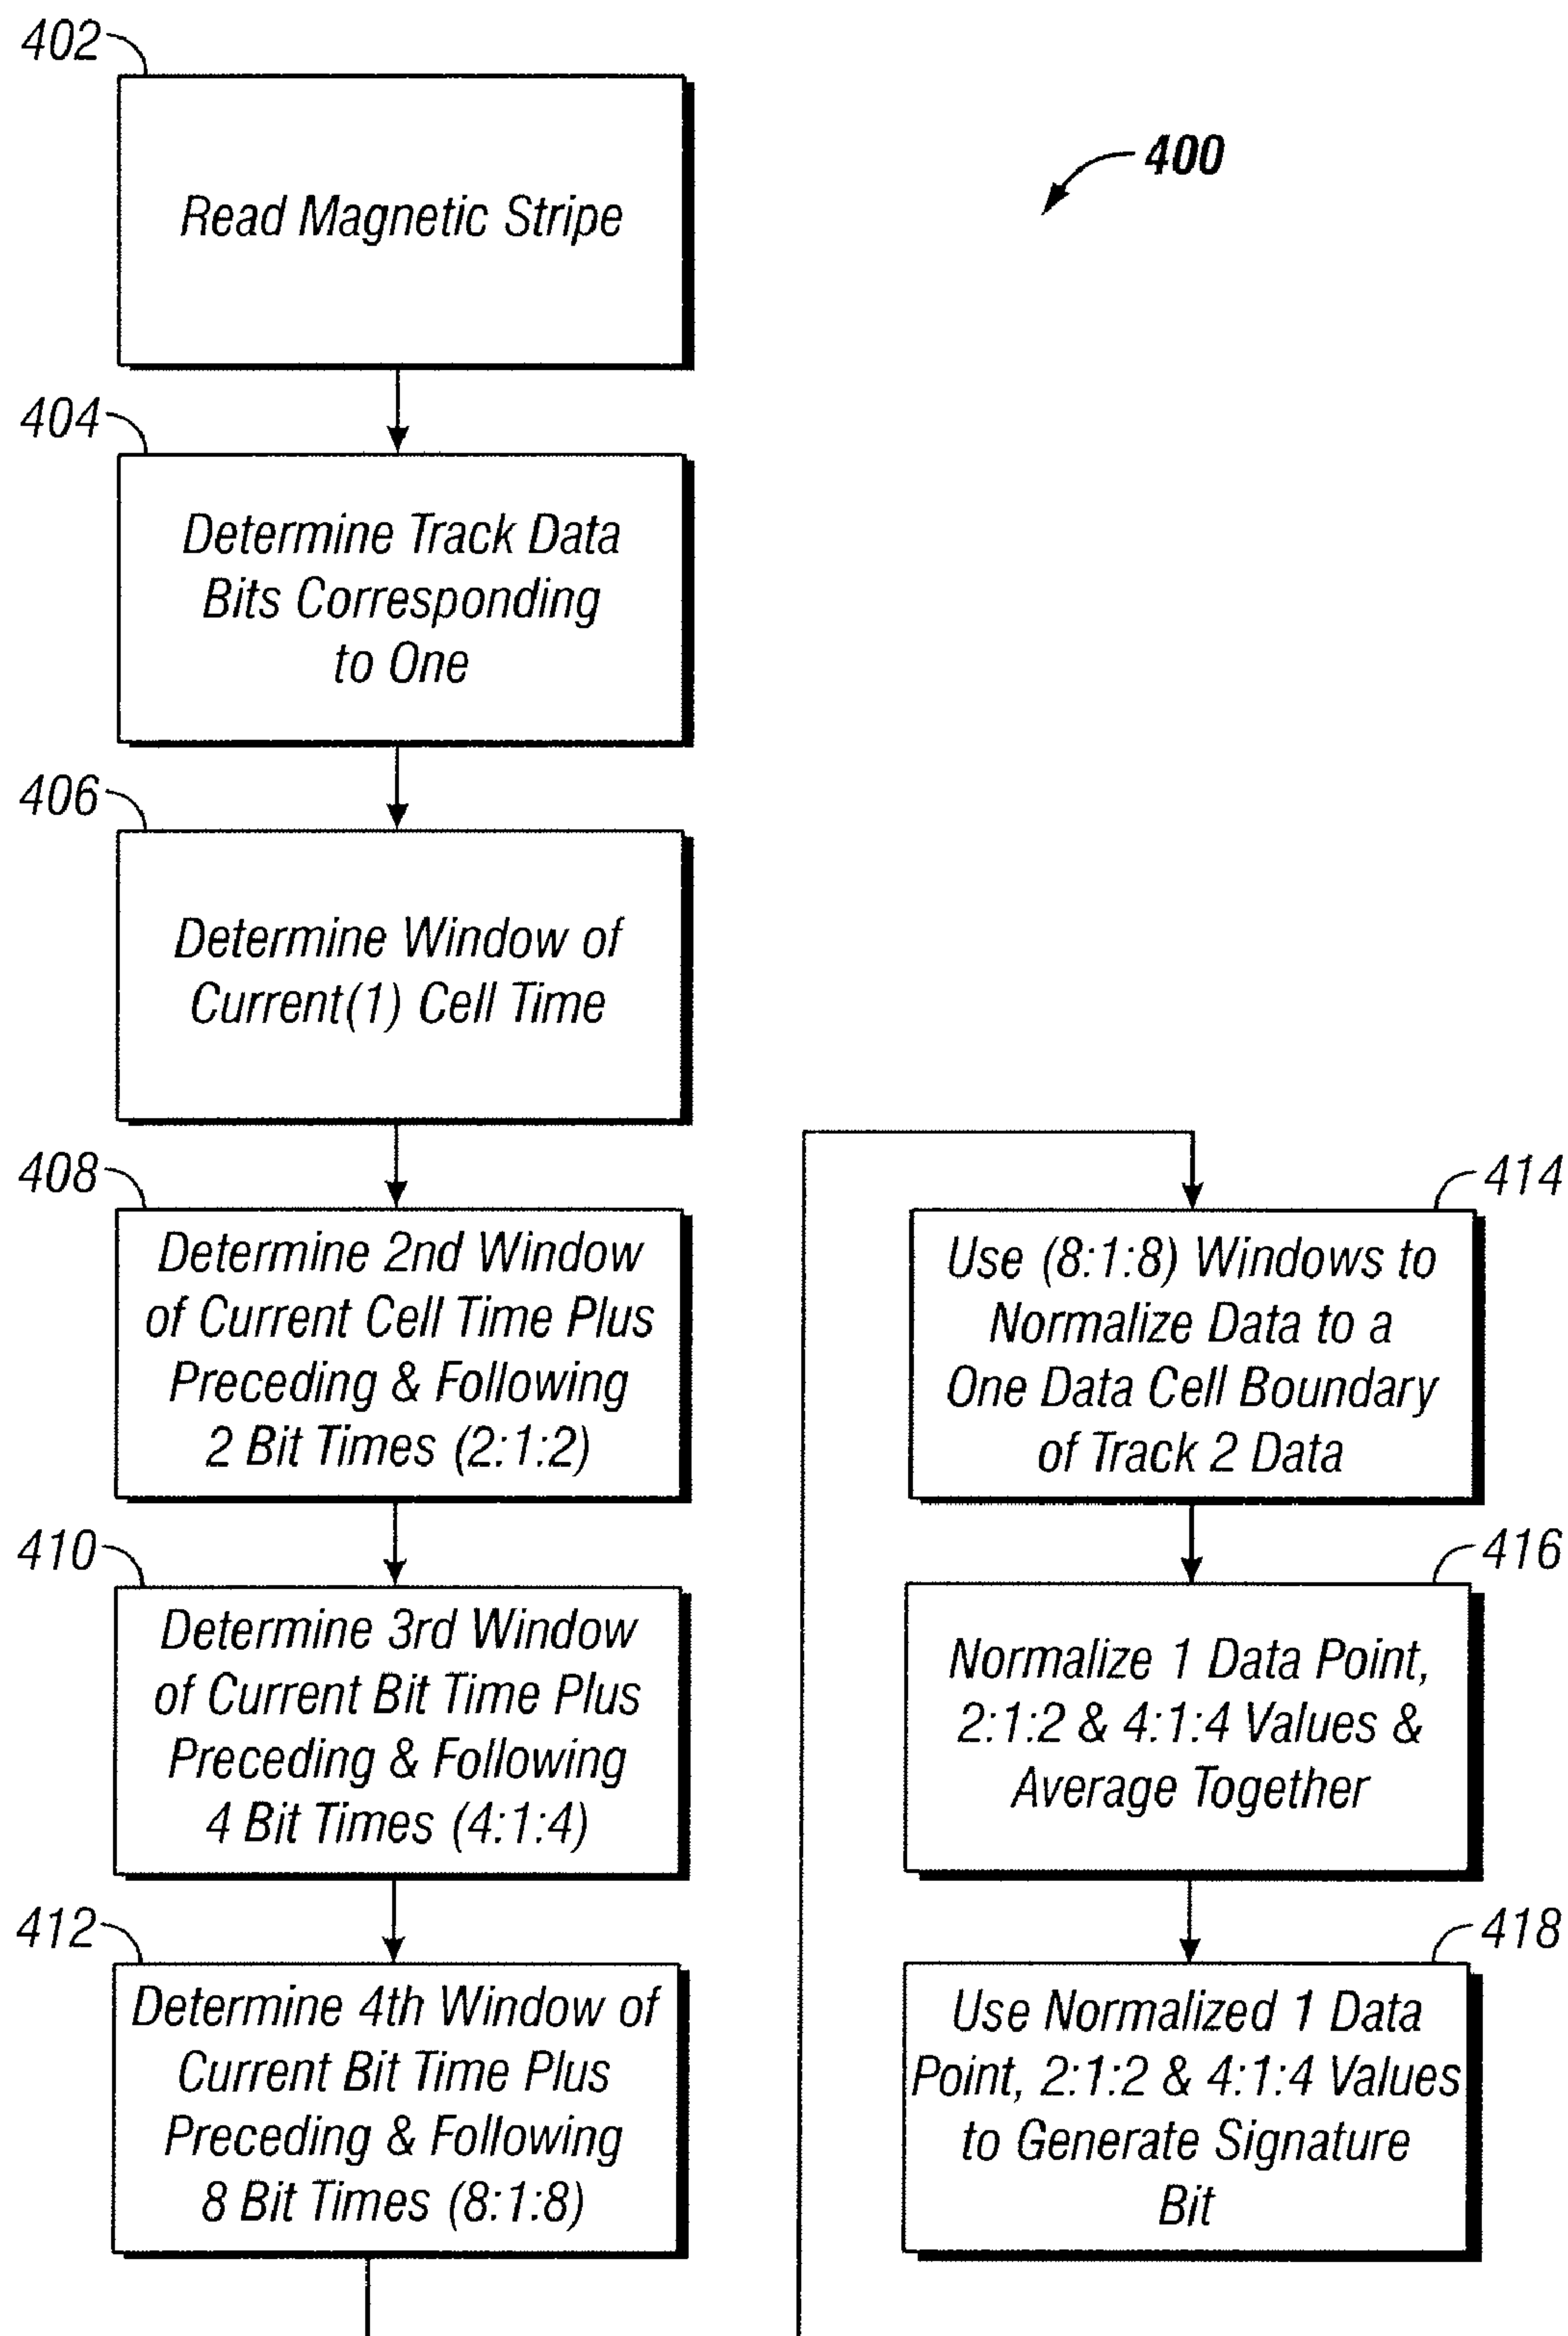 402
Read Magnetic Stripe
400
404
Determine Track Data
Bits Corresponding
to One
406
Determine Window of
Current(1) Cell Time
408
Determine 2nd Window
of Current Cell Time Plus
Preceding & Following
2 Bit Times (2:1:2)
410
Determine 3rd Window
of Current Bit Time Plus
Preceding & Following
4 Bit Times (4:1:4)
412
Determine 4th Window of
Current Bit Time Plus
Preceding & Following
8 Bit Times (8:1:8)
414
Use (8:1:8) Windows to
Normalize Data to a
One Data Cell Boundary
of Track 2 Data
416
Normalize 1 Data Point,
2:1:2 & 4:1:4 Values &
Average Together
418
Use Normalized 1 Data
Point, 2:1:2 & 4:1:4 Values
to Generate Signature
Bit